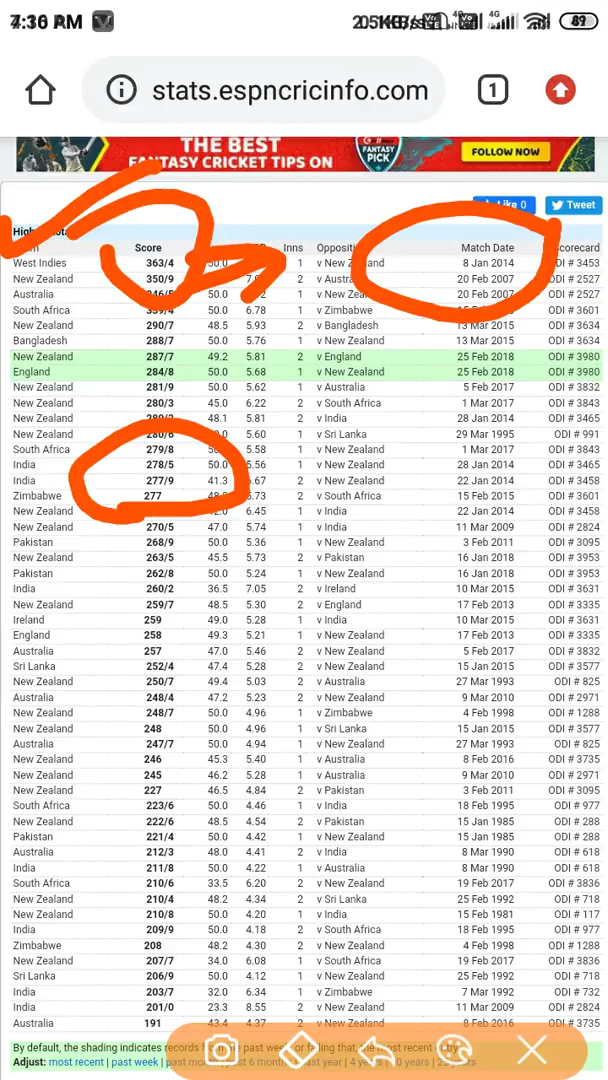 stats.espncricinfo.com
1
89
THE BEST
FANTASY CRICKET TIPS ON
FANTASY
PICK
FOLLOW NOW
Like 0
Tweet
Score Inns Match Date
West Indies 363/4 50.0 1 v New Zealand 8 Jan 2014 ODI # 3453
New Zealand 350/9 2 20 Feb 2007 ODI # 2527
Australia 1 20 Feb 2007 ODI # 2527
South Africa 50.0 6.78 1 v Zimbabwe ODI # 3601
New Zealand 290/7 48.5 5.93 2 v Bangladesh 13 Mar 2015 ODI # 3634
Bangladesh 288/7 50.0 5.76 1 v New Zealand 13 Mar 2015 ODI # 3634
New Zealand 287/7 49.2 5.81 2 v England 25 Feb 2018 ODI # 3980
England 284/8 50.0 5.68 1 v New Zealand 25 Feb 2018 ODI # 3980
New Zealand 281/9 50.0 5.62 1 v Australia 5 Feb 2017 ODI # 3832
New Zealand 280/3 45.0 6.22 2 v South Africa 1 Mar 2017 ODI # 3843
New Zealand 48.1 5.81 2 v India 28 Jan 2014 ODI # 3465
New Zealand 280/6 5.60 1 v Sri Lanka 29 Mar 1995 ODI # 991
South Africa 279/8 5.58 1 v New Zealand 1 Mar 2017 ODI # 3843
India 278/5 50.0 5.56 1 v New Zealand 28 Jan 2014 ODI # 3465
India 277/9 41.3 6.67 2 v New Zealand 22 Jan 2014 ODI # 3458
Zimbabwe 277 2 v South Africa 15 Feb 2015 ODI # 3601
New Zealand 6.45 1 v India 22 Jan 2014 ODI # 3458
New Zealand 270/5 47.0 5.74 1 v India 11 Mar 2009 ODI # 2824
Pakistan 268/9 50.0 5.36 1 v New Zealand 3 Feb 2011 ODI # 3095
New Zealand 263/5 45.5 5.73 2 v Pakistan 16 Jan 2018 ODI # 3953
Pakistan 262/8 50.0 5.24 1 v New Zealand 16 Jan 2018 ODI # 3953
India 260/2 36.5 7.05 2 v Ireland 10 Mar 2015 ODI # 3631
New Zealand 259/7 48.5 5.30 2 v England 17 Feb 2013 ODI # 3335
Ireland 259 49.0 5.28 1 v India 10 Mar 2015 ODI # 3631
England 258 49.3 5.21 1 v New Zealand 17 Feb 2013 ODI # 3335
Australia 257 47.0 5.46 2 v New Zealand 5 Feb 2017 ODI # 3832
Sri Lanka 252/4 47.4 5.28 2 v New Zealand 15 Jan 2015 ODI # 3577
New Zealand 250/7 49.4 5.03 2 v Australia 27 Mar 1993 ODI # 825
Australia 248/4 47.2 5.23 2 v New Zealand 9 Mar 2010 ODI # 2971
New Zealand 248/7 50.0 4.96 1 v Zimbabwe 4 Feb 1998 ODI # 1288
New Zealand 248 50.0 4.96 1 v Sri Lanka 15 Jan 2015 ODI # 3577
Australia 247/7 50.0 4.94 1 v New Zealand 27 Mar 1993 ODI # 825
New Zealand 246 45.3 5.40 1 v Australia 8 Feb 2016 ODI # 3735
New Zealand 245 46.2 5.28 1 v Australia 9 Mar 2010 ODI # 2971
New Zealand 227 46.5 4.84 2 v Pakistan 3 Feb 2011 ODI # 3095
South Africa 223/6 50.0 4.46 1 v India 18 Feb 1995 ODI # 977
New Zealand 222/6 48.5 4.54 2 v Pakistan 15 Jan 1985 ODI # 288
Pakistan 221/4 50.0 4.42 1 v New Zealand 15 Jan 1985 ODI # 288
Australia 212/3 48.0 4.41 2 v India 8 Mar 1990 ODI # 618
India 211/8 50.0 4.22 1 v Australia 8 Mar 1990 ODI # 618
South Africa 210/6 33.5 6.20 2 v New Zealand 19 Feb 2017 ODI # 3836
New Zealand 210/4 48.2 4.34 2 v Sri Lanka 25 Feb 1992 ODI # 718
New Zealand 210/8 50.0 4.20 1 v India 15 Feb 1981 ODI # 117
India 209/9 50.0 4.18 2 v South Africa 18 Feb 1995 ODI # 977
Zimbabwe 208 48.2 4.30 2 v New Zealand 4 Feb 1998 ODI # 1288
New Zealand 207/7 34.0 6.08 1 v South Africa 19 Feb 2017 ODI # 3836
Sri Lanka 206/9 50.0 4.12 1 v New Zealand 25 Feb 1992 ODI # 718
India 203/7 32.0 6.34 1 v Zimbabwe 7 Mar 1992 ODI # 732
India 201/0 23.3 8.55 2 v New Zealand 11 Mar 2009 ODI # 2824
Australia 191 43.4 4.37 2 v New Zealand 8 Feb 2016 ODI # 3735
By default, the shading indicates records
Adjust: most recent | past week |